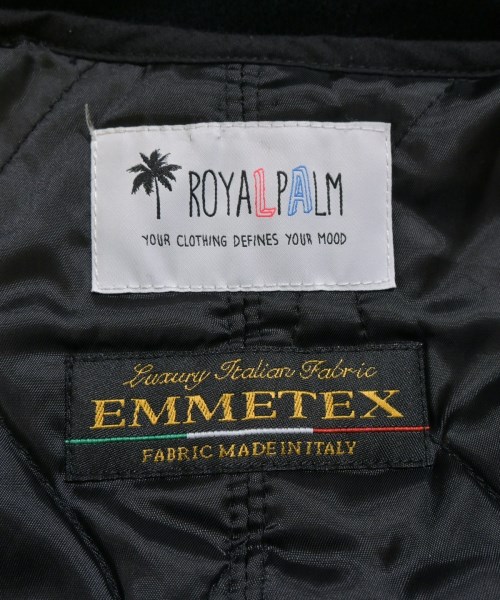 ROYALPALM
YOUR CLOTHING DEFINES YOUR MOOD
Luxury Italian Fabric
EMMETEX
FABRIC MADE IN ITALY